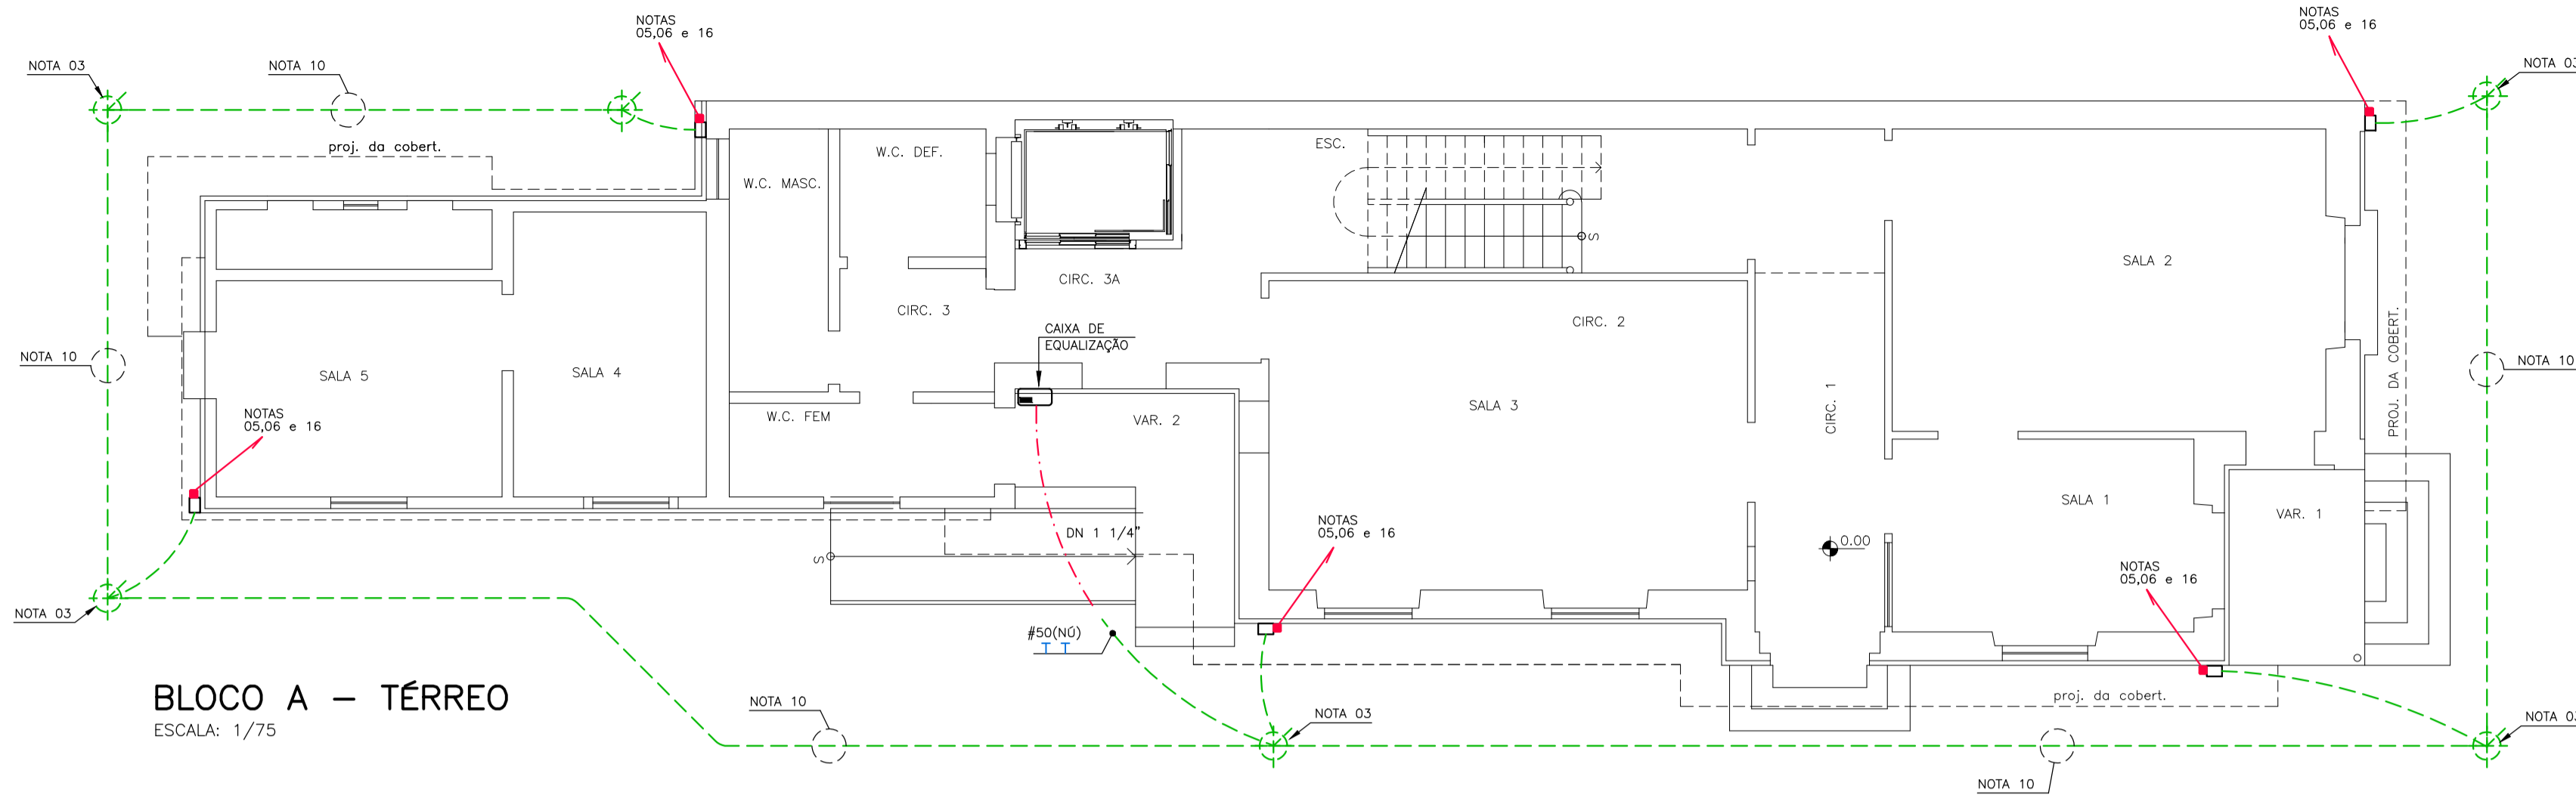 NOTAS
05,06 e 16
NOTAS
05,06 e 16
NOTA 03
NOTA 10
NOTA 03
proj. da cobert.
W.C. MASC.
W.C. DEF.
ESC.
S
SALA 2
CIRC. 3A
CIRC. 3
CIRC. 2
CAIXA DE
EQUALIZAÇÃO
PROJ. DA COBERT.
NOTA 10
NOTA 10
SALA 5
SALA 4
NOTAS
05,06 e 16
W.C. FEM
VAR. 2
SALA 3
CIRC. 1
SALA 1
VAR. 1
NOTAS
05,06 e 16
DN 1 1/4"
S
0.00
NOTAS
05,06 e 16
NOTA 03
#50(NÚ)
T T
BLOCO A – TÉRREO
ESCALA: 1/75
NOTA 10
NOTA 03
proj. da cobert.
NOTA 03
NOTA 10